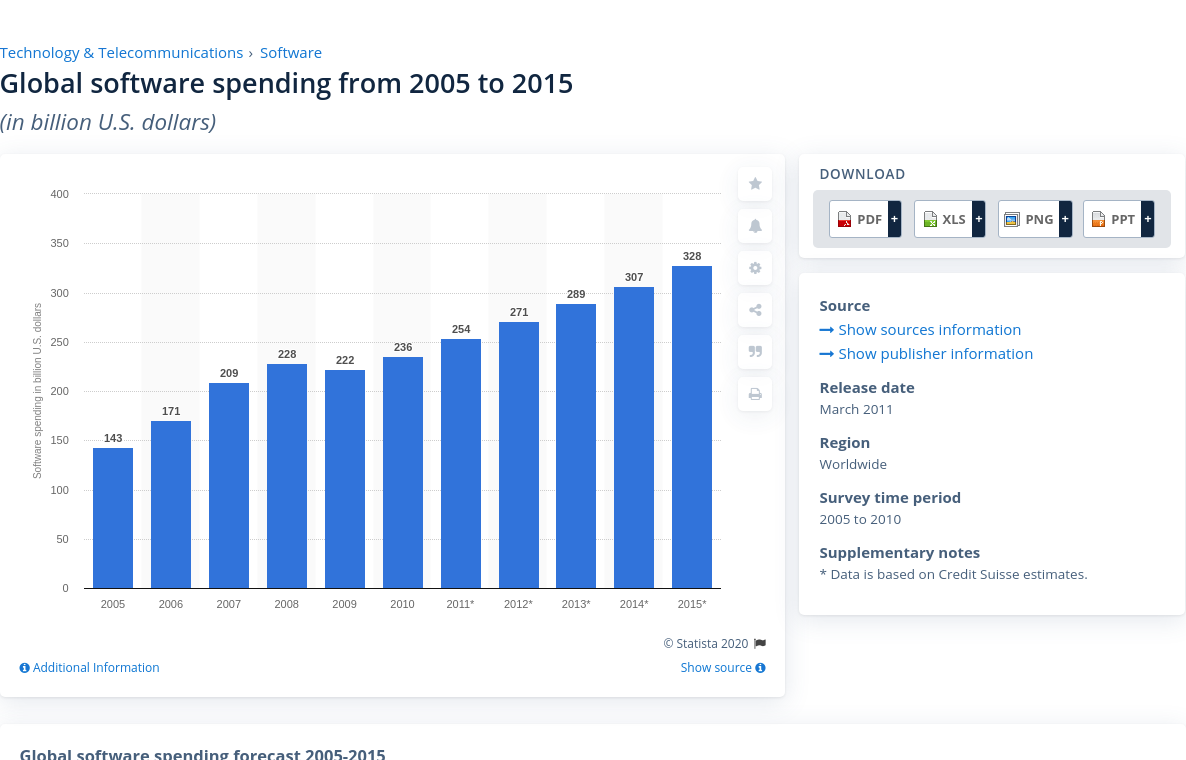 Technology & Telecommunications › Software
Global software spending from 2005 to 2015
(in billion U.S. dollars)
DOWNLOAD
PDF + XLS + PNG + PPT +
400
350
300
250
200
150
100
50
0
Software spending in billion U.S. dollars
143
171
209
228
222
236
254
271
289
307
328
2005 2006 2007 2008 2009 2010 2011* 2012* 2013* 2014* 2015*
© Statista 2020
Additional Information
Show source
Source
Show sources information
Show publisher information
Release date
March 2011
Region
Worldwide
Survey time period
2005 to 2010
Supplementary notes
* Data is based on Credit Suisse estimates.
Global software spending forecast 2005-2015